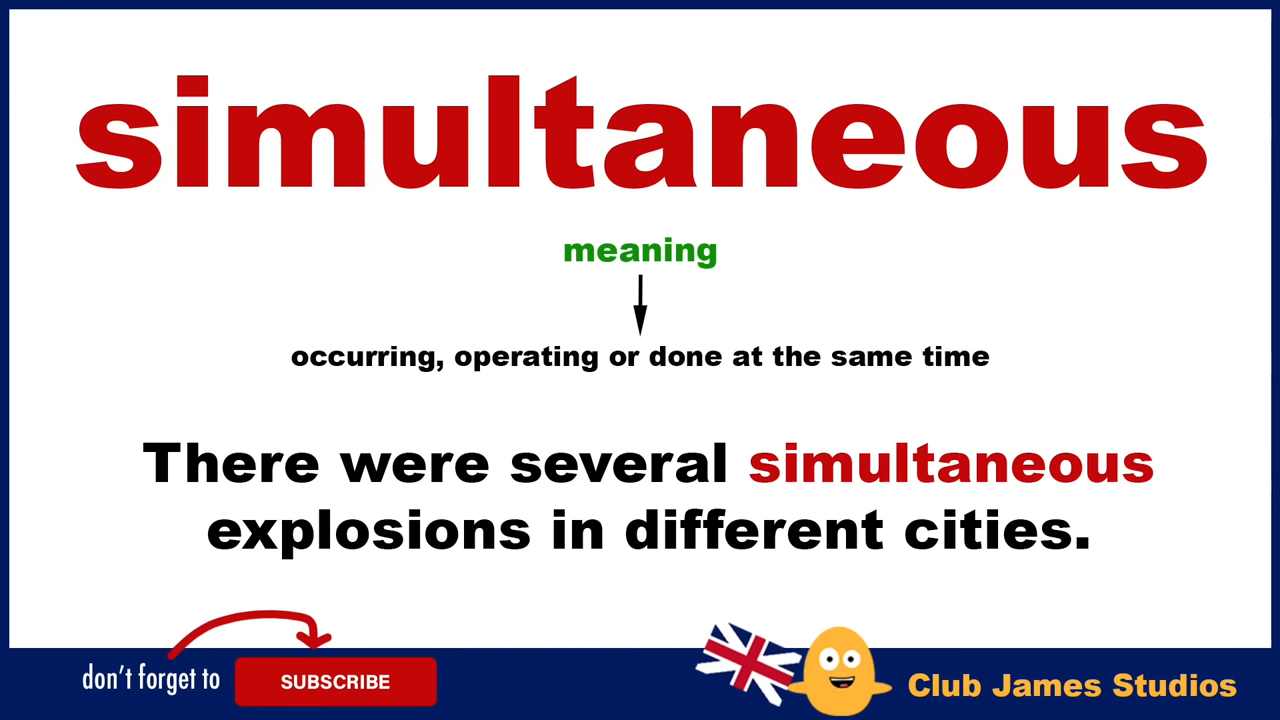 simultaneous
meaning
occurring, operating or done at the same time
There were several simultaneous
explosions in different cities.
don't forget to
SUBSCRIBE
Club James Studios